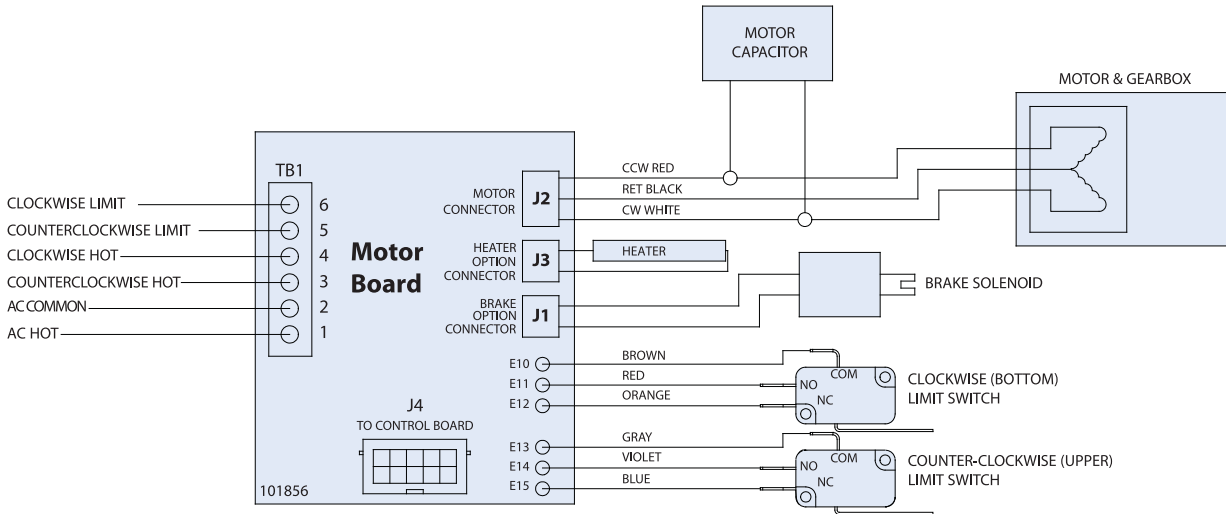 MOTOR
CAPACITOR
MOTOR & GEARBOX
TB1
CLOCKWISE LIMIT
6
COUNTERCLOCKWISE LIMIT
5
CLOCKWISE HOT
4
COUNTERCLOCKWISE HOT
3
AC COMMON
2
AC HOT
1
Motor
Board
MOTOR
CONNECTOR
J2
CCW RED
RET BLACK
CW WHITE
HEATER
OPTION
CONNECTOR
J3
HEATER
BRAKE
OPTION
CONNECTOR
J1
BRAKE SOLENOID
E10
BROWN
E11
RED
E12
ORANGE
COM
NO
NC
CLOCKWISE (BOTTOM)
LIMIT SWITCH
J4
TO CONTROL BOARD
E13
GRAY
E14
VIOLET
E15
BLUE
COM
NO
NC
COUNTER-CLOCKWISE (UPPER)
LIMIT SWITCH
101856